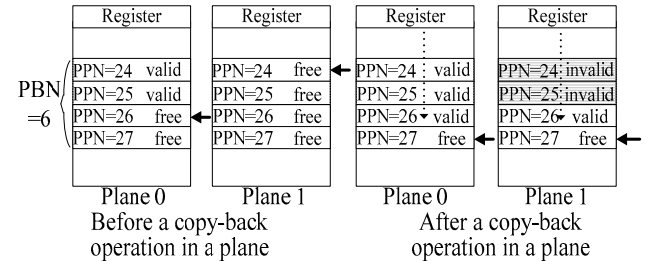 Register Register Register Register
PPN=24 valid PPN=24 free PPN=24 valid PPN=24 invalid
PBN PPN=25 valid PPN=25 free PPN=25 valid PPN=25 invalid
=6 PPN=26 free PPN=26 free PPN=26 valid PPN=26 valid
PPN=27 free PPN=27 free PPN=27 free PPN=27 free
Plane 0 Plane 1 Plane 0 Plane 1
Before a copy-back After a copy-back
operation in a plane operation in a plane